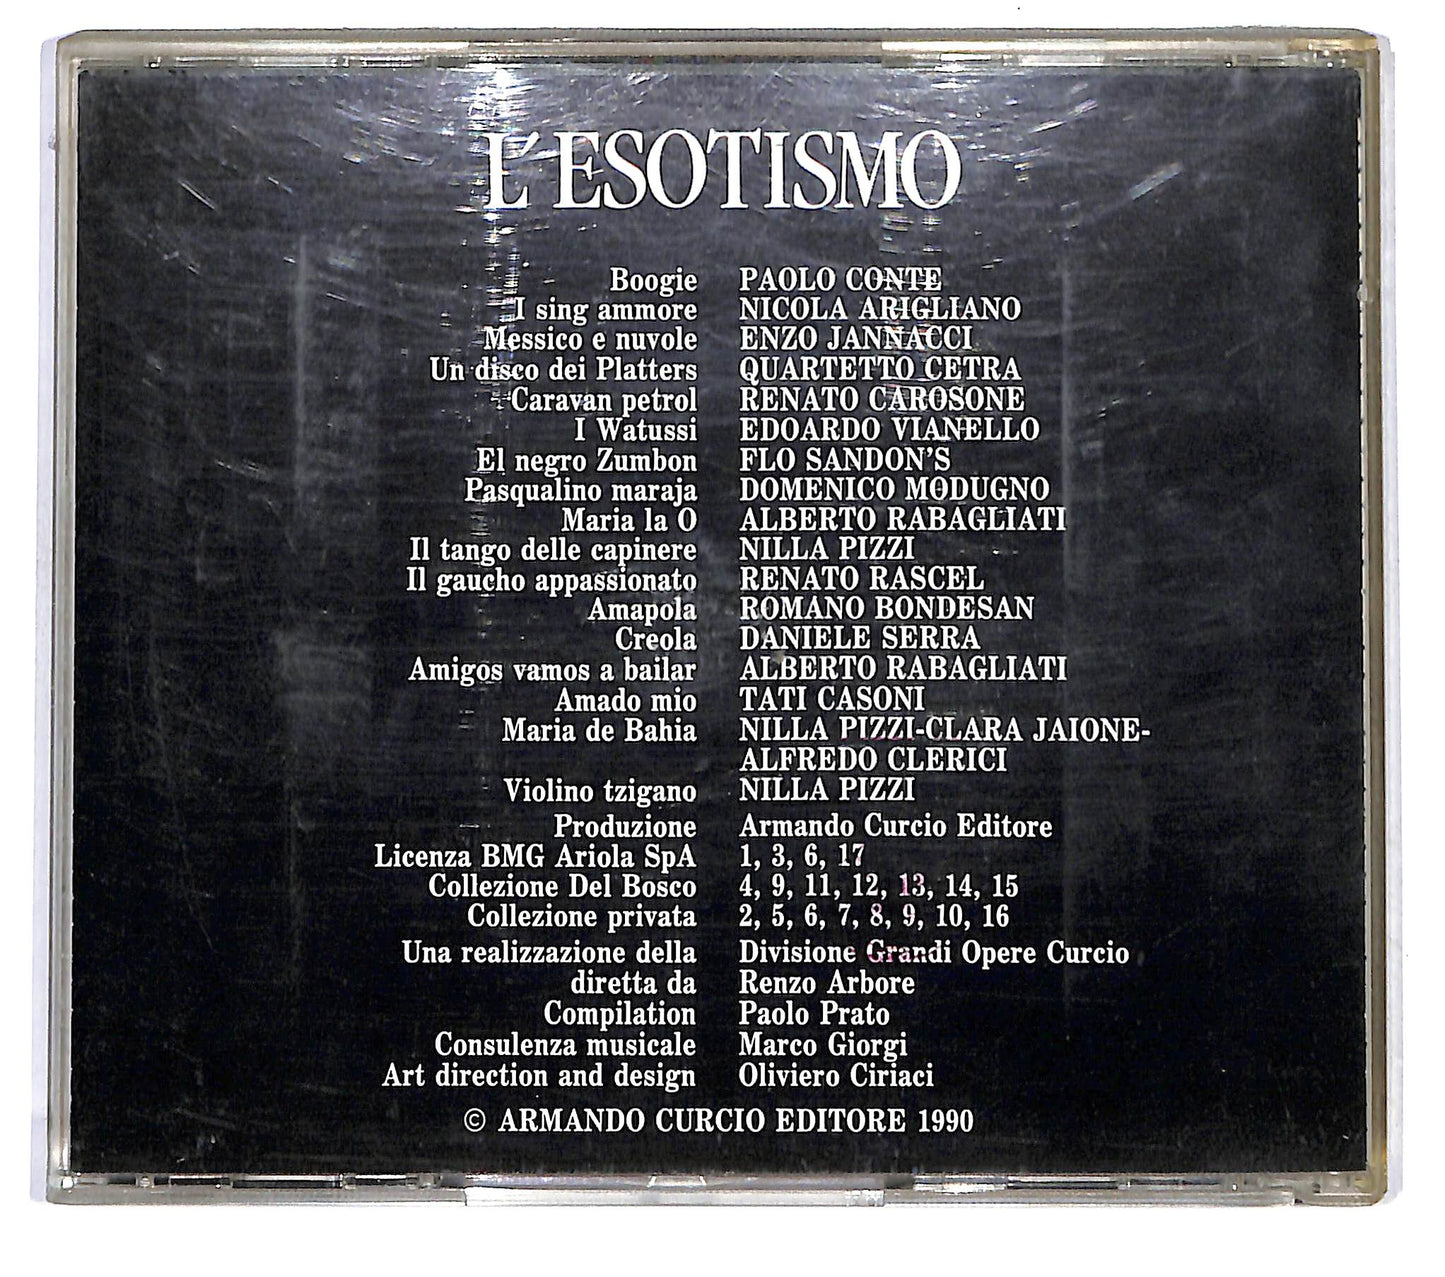 L'ESOTISMO
Boogie PAOLO CONTE
I sing ammore NICOLA ARIGLIANO
Messico e nuvole ENZO JANNACCI
Un disco dei Platters QUARTETTO CETRA
Caravan petrol RENATO CAROSONE
I Watussi EDOARDO VIANELLO
El negro Zumbon FLO SANDON'S
Pasqualino maraja DOMENICO MODUGNO
Maria la O ALBERTO RABAGLIATI
Il tango delle capinere NILLA PIZZI
Il gaucho appassionato RENATO RASCEL
Amapola ROMANO BONDESAN
Creola DANIELE SERRA
Amigos vamos a bailar ALBERTO RABAGLIATI
Amado mio TATI CASONI
Maria de Bahia NILLA PIZZI-CLARA JAIONE-
ALFREDO CLERICI
Violino tzigano NILLA PIZZI
Produzione Armando Curcio Editore
Licenza BMG Ariola SpA 1, 3, 6, 17
Collezione Del Bosco 4, 9, 11, 12, 13, 14, 15
Collezione privata 2, 5, 6, 7, 8, 9, 10, 16
Una realizzazione della Divisione Grandi Opere Curcio
diretta da Renzo Arbore
Compilation Paolo Prato
Consulenza musicale Marco Giorgi
Art direction and design Oliviero Ciriaci
© ARMANDO CURCIO EDITORE 1990